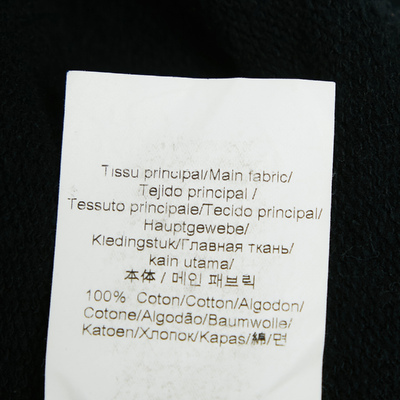 Tissu principal/Main fabric/
Tejido principal /
Tessuto principale/Tecido principal/
Hauptgewebe/
Kledingstuk/Главная ткань/
kain utama/
本体 / 메인 패브릭
100% Coton/Cotton/Algodon/
Cotone/Algodão/Baumwolle/
Katoen/Хлопок/Kapas/綿/면